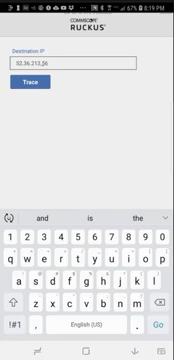 67% 8:19 PM
COMMSCOPE
RUCKUS
Destination IP
52.36.213.56
Trace
and is the
1 2 3 4 5 6 7 8 9 0
q w e r t y u i o p
a s d f g h j k l
z x c v b n m
!#1 , English (US) . Go